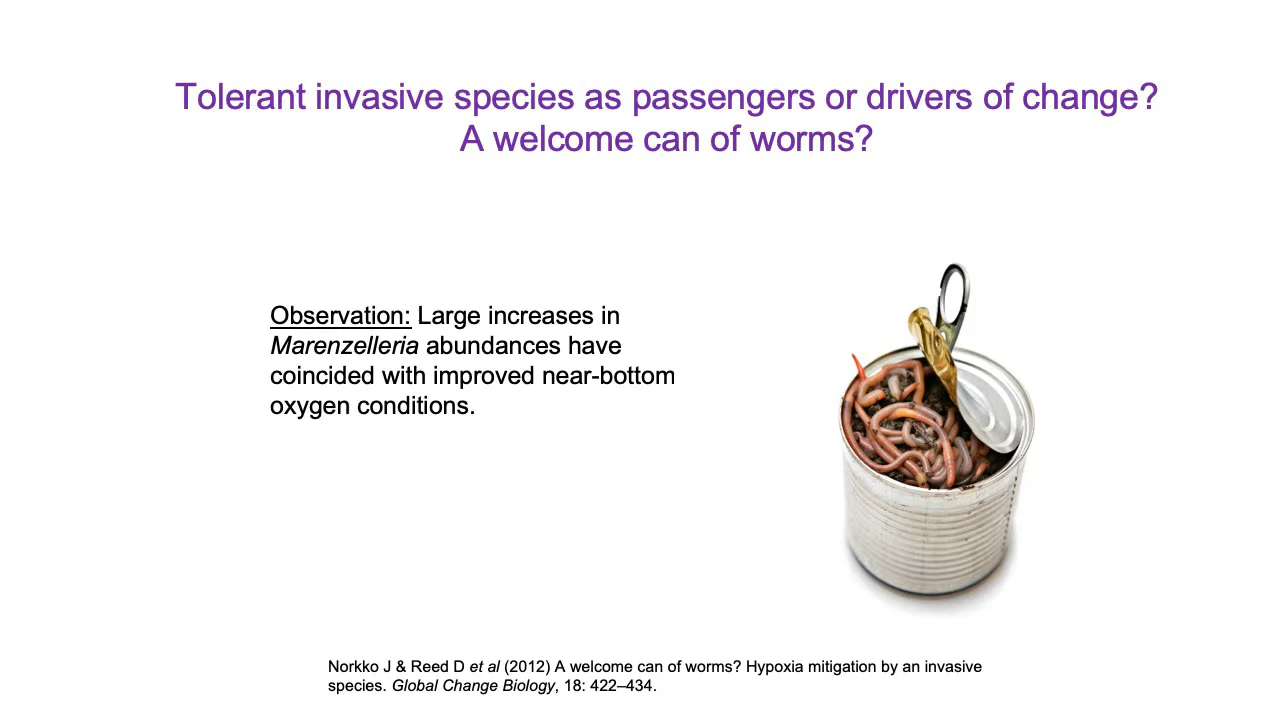 Tolerant invasive species as passengers or drivers of change?
A welcome can of worms?
Observation: Large increases in
Marenzelleria abundances have
coincided with improved near-bottom
oxygen conditions.
Norkko J & Reed D et al (2012) A welcome can of worms? Hypoxia mitigation by an invasive
species. Global Change Biology, 18: 422–434.